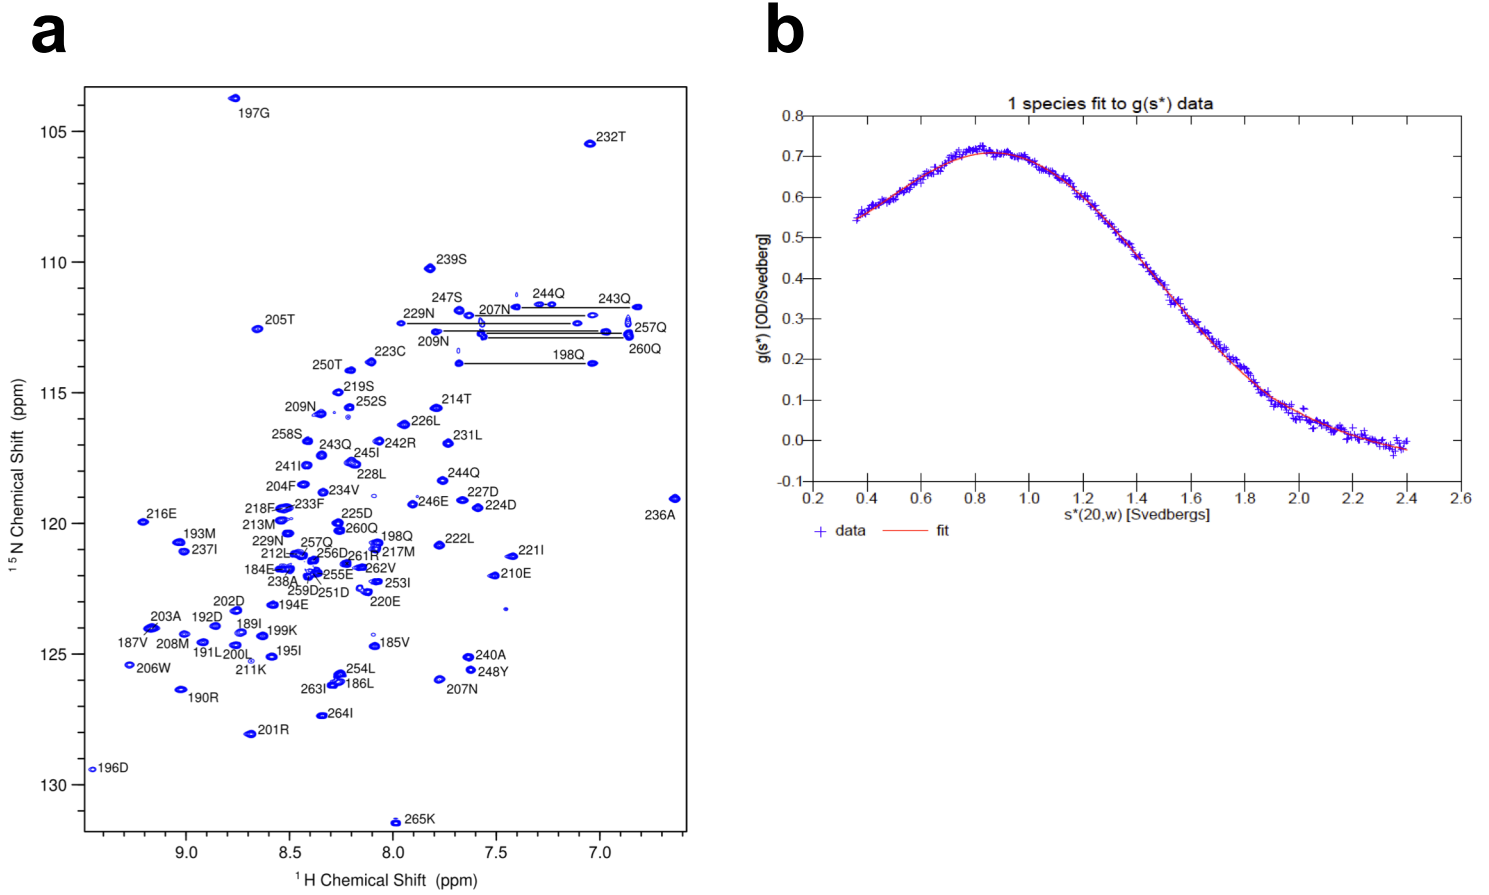 a
b
197G
105
232T
110
239S
247S
244Q
243Q
207N
229N
205T
257Q
209N
260Q
223C
198Q
250T
115
219S
252S
214T
209N
226L
258S
242R
231L
243Q
245I
241I
228L
244Q
204F
234V
227D
246E
224D
236A
218F
233F
216E
120
213M
225D
193M
229N
260Q
237I
257Q
198Q
222L
212L
256D
217M
221I
261R
184E
262V
255E
238A
210E
259D
251D
253I
202D
194E
220E
203A
192D
189I
199K
187V
208M
185V
191L
200L
195I
125
240A
206W
211K
254L
248Y
263I
186L
190R
207N
264I
201R
196D
130
265K
9.0 8.5 8.0 7.5 7.0
1 H Chemical Shift (ppm)
15 N Chemical Shift (ppm)
1 species fit to g(s*) data
0.8
0.7
0.6
0.5
0.4
0.3
0.2
0.1
0.0
-0.1
g(s*) [OD/Svedberg]
0.2 0.4 0.6 0.8 1.0 1.2 1.4 1.6 1.8 2.0 2.2 2.4 2.6
s*(20,w) [Svedbergs]
data fit